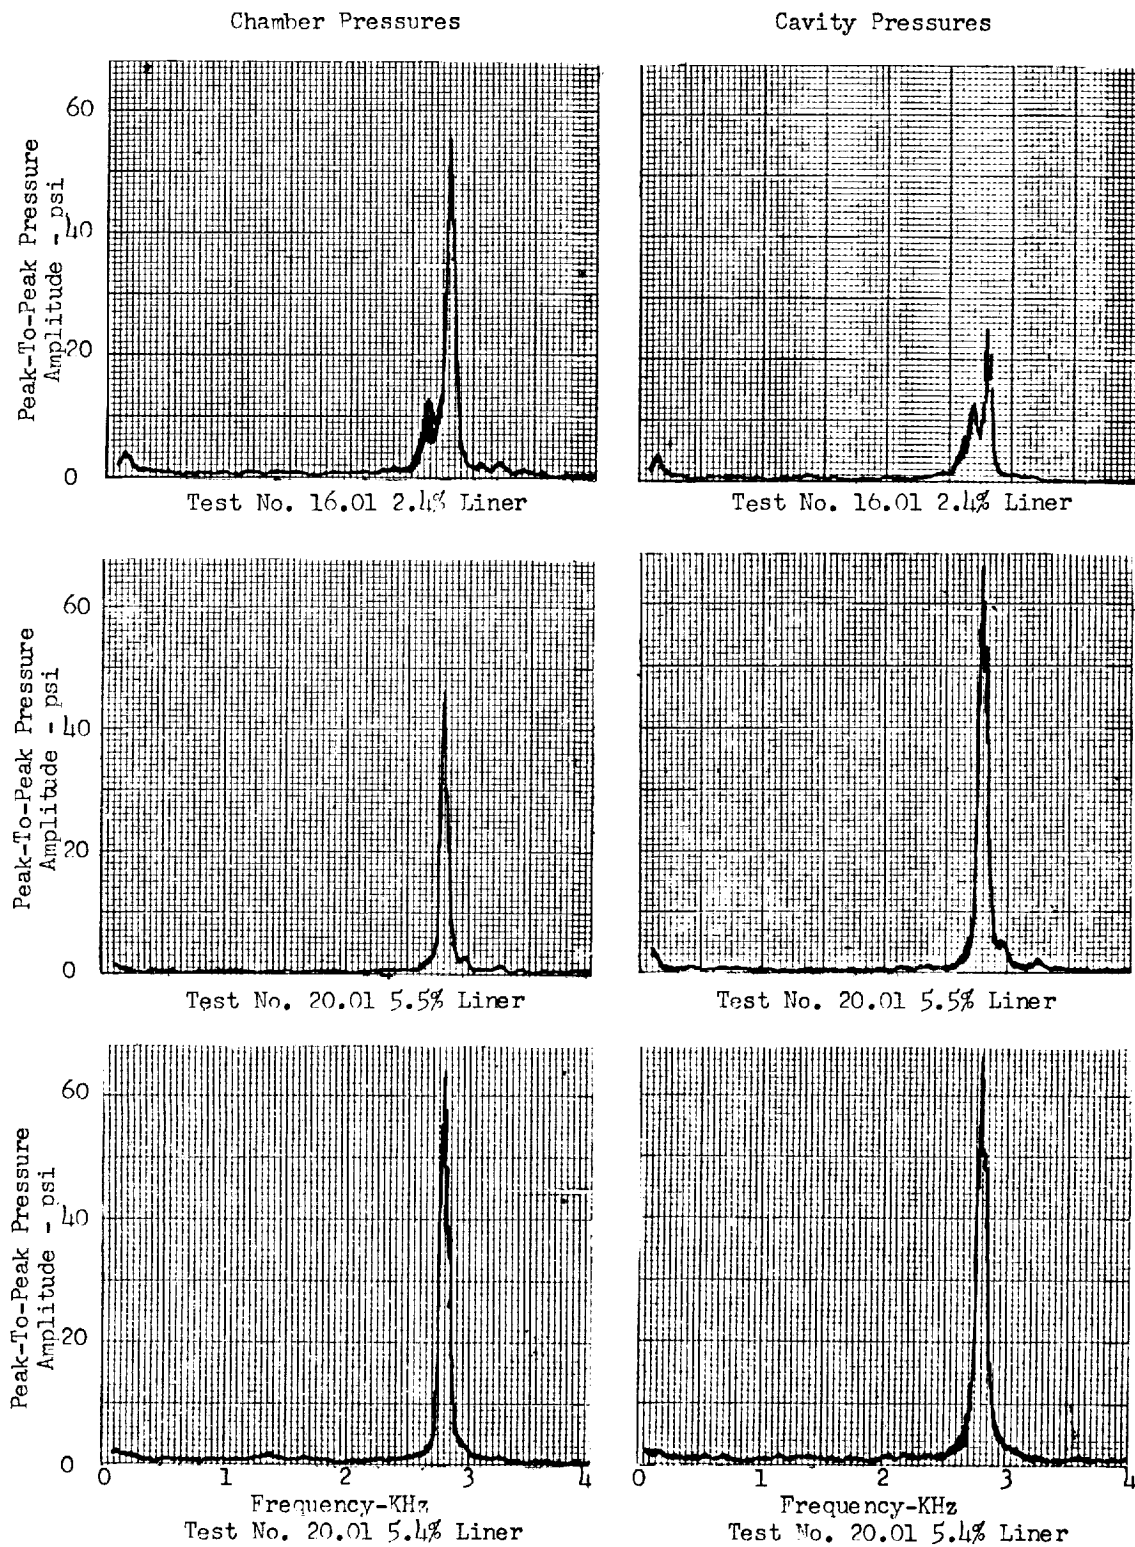 Chamber Pressures
Cavity Pressures
Peak-To-Peak Pressure
Amplitude - psi
60
40
20
0
Test No. 16.01 2.4% Liner
Test No. 16.01 2.4% Liner
Peak-To-Peak Pressure
Amplitude - psi
60
40
20
0
Test No. 20.01 5.5% Liner
Test No. 20.01 5.5% Liner
Peak-To-Peak Pressure
Amplitude - psi
60
40
20
0
0 1 2 3 4
0 1 2 3 4
Frequency-KHz
Frequency-KHz
Test No. 20.01 5.4% Liner
Test No. 20.01 5.4% Liner